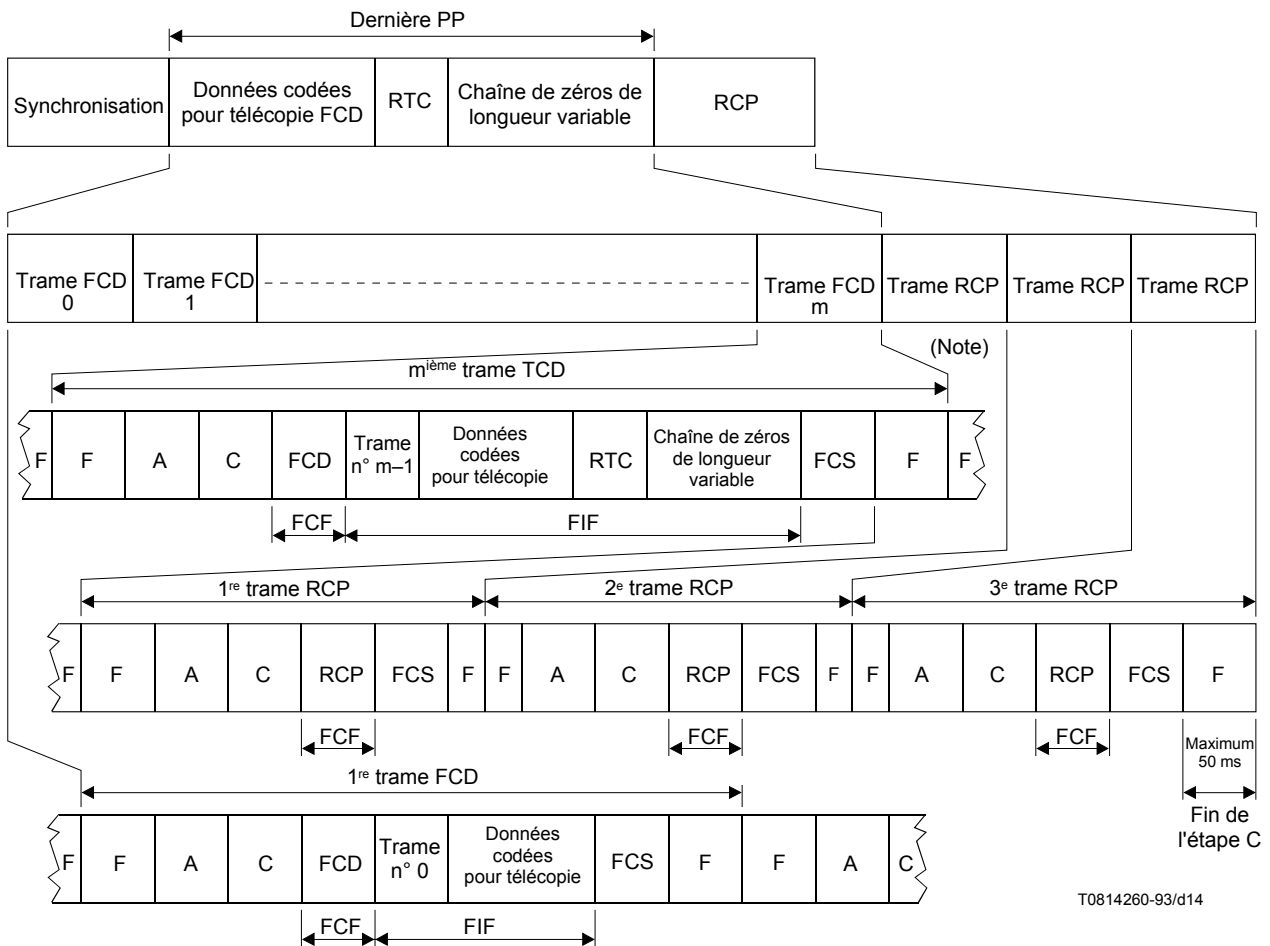 Dernière PP
Synchronisation
Données codées
pour télécopie FCD
RTC
Chaîne de zéros de
longueur variable
RCP
Trame FCD
0
Trame FCD
1
Trame FCD
m
Trame RCP
Trame RCP
Trame RCP
(Note)
mième trame TCD
F
F
A
C
FCD
Trame
n° m–1
Données
codées
pour télécopie
RTC
Chaîne de zéros
de longueur
variable
FCS
F
F
FCF
FIF
1re trame RCP
2e trame RCP
3e trame RCP
F
F
A
C
RCP
FCS
F
F
A
C
RCP
FCS
F
F
A
C
RCP
FCS
F
FCF
FCF
FCF
Maximum
50 ms
Fin de
l'étape C
1re trame FCD
F
F
A
C
FCD
Trame
n° 0
Données
codées
pour télécopie
FCS
F
F
A
C
FCF
FIF
T0814260-93/d14